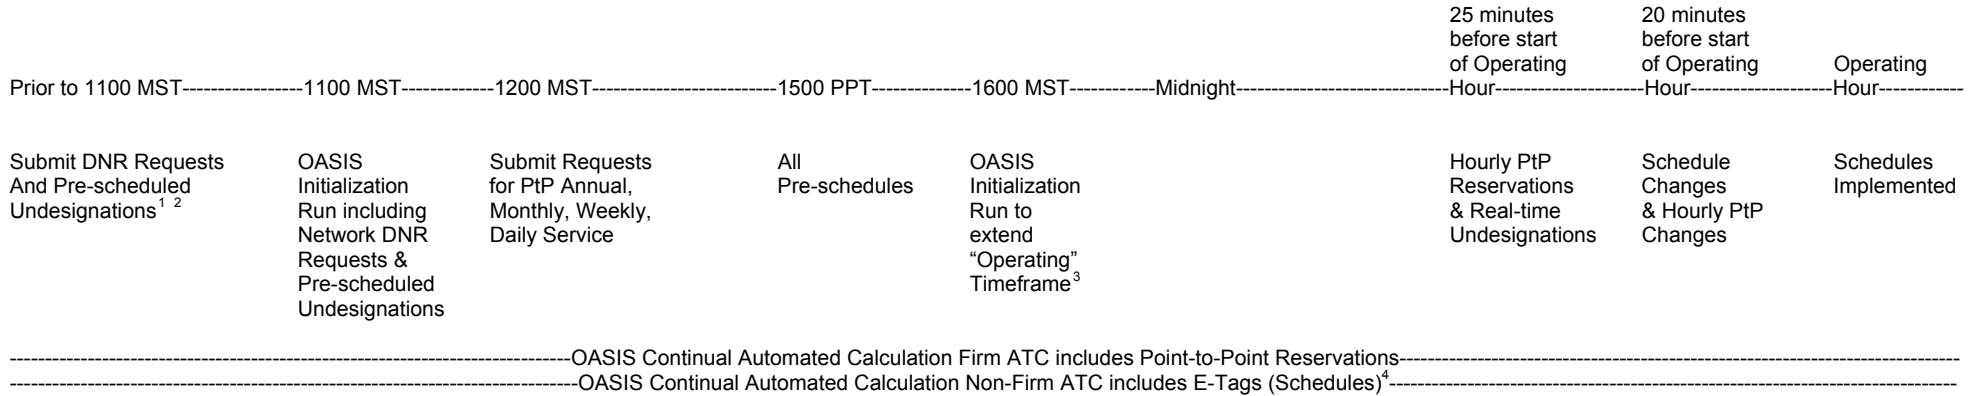 25 minutes
before start
of Operating
20 minutes
before start
of Operating
Operating
Prior to 1100 MST-----------------1100 MST-------------1200 MST--------------------------1500 PPT--------------1600 MST------------Midnight------------------------------Hour---------------------Hour--------------------Hour------------
Submit DNR Requests
And Pre-scheduled
Undesignations1 2
OASIS
Initialization
Run including
Network DNR
Requests &
Pre-scheduled
Undesignations
Submit Requests
for PtP Annual,
Monthly, Weekly,
Daily Service
All
Pre-schedules
OASIS
Initialization
Run to
extend
“Operating”
Timeframe3
Hourly PtP
Reservations
& Real-time
Undesignations
Schedule
Changes
& Hourly PtP
Changes
Schedules
Implemented
--------------------------------------------------------------------------------OASIS Continual Automated Calculation Firm ATC includes Point-to-Point Reservations--------------------------------------------------------------------------------
---------------------------------------------------------------------------------OASIS Continual Automated Calculation Non-Firm ATC includes E-Tags (Schedules)4---------------------------------------------------------------------------------